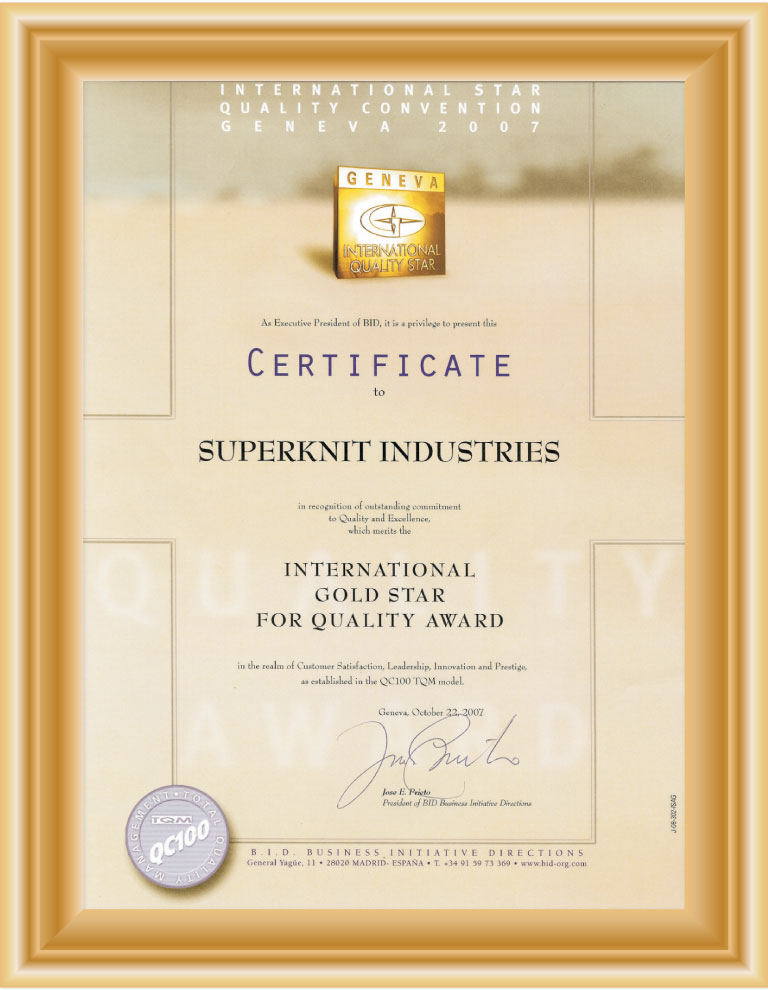 INTERNATIONAL STAR
QUALITY CONVENTION
GENEVA 2007
GENEVA
INTERNATIONAL
QUALITY STAR
As Executive President of BID, it is a privilege to present this
CERTIFICATE
to
SUPERKNIT INDUSTRIES
in recognition of outstanding commitment
to Quality and Excellence,
which merits the
QUALITY
INTERNATIONAL
GOLD STAR
FOR QUALITY AWARD
in the realm of Customer Satisfaction, Leadership, Innovation and Prestige,
as established in the QC100 TQM model.
Geneva, October 22, 2007
AWARD
Jose E. Prieto
President of BID Business Initiative Directions
TOTAL QUALITY MANAGEMENT
TQM
QC100
B.I.D. BUSINESS INITIATIVE DIRECTIONS
General Yagüe, 11 • 28020 MADRID- ESPAÑA • T. +34 91 59 73 369 • www.bid-org.com